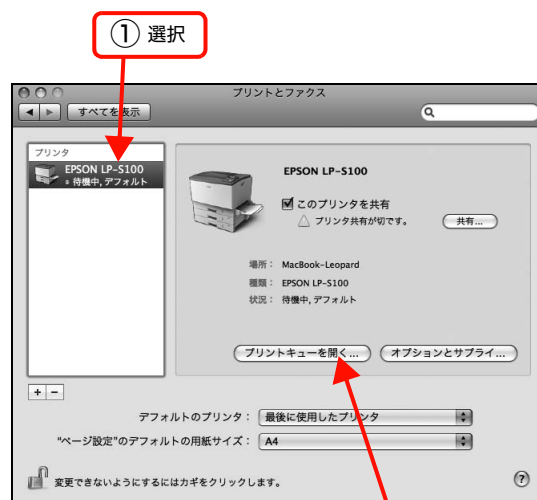 ① 選択
プリントとファクス
すべてを表示
プリンタ
EPSON LP-S100
待機中, デフォルト
EPSON LP-S100
このプリンタを共有
プリンタ共有が切です。
共有...
場所： MacBook-Leopard
種類： EPSON LP-S100
状況： 待機中, デフォルト
プリントキューを開く...
オプションとサプライ...
+ −
デフォルトのプリンタ： 最後に使用したプリンタ
"ページ設定"のデフォルトの用紙サイズ： A4
変更できないようにするにはカギをクリックします。
?